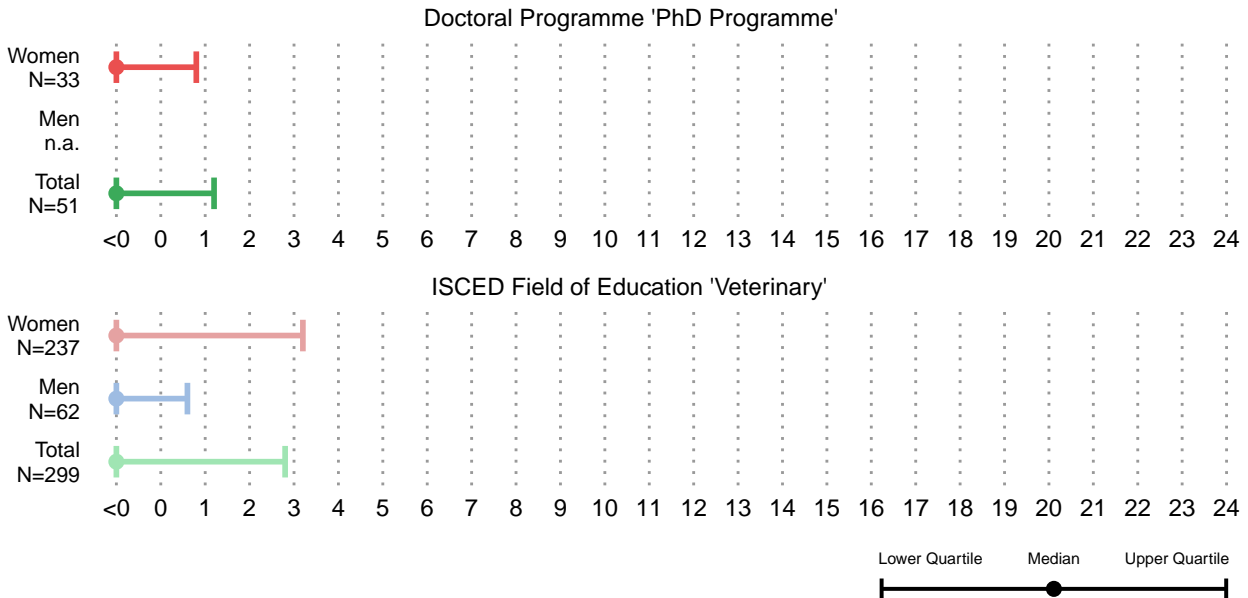 Doctoral Programme 'PhD Programme'
Women
N=33
Men
n.a.
Total
N=51
<0 0 1 2 3 4 5 6 7 8 9 10 11 12 13 14 15 16 17 18 19 20 21 22 23 24
ISCED Field of Education 'Veterinary'
Women
N=237
Men
N=62
Total
N=299
<0 0 1 2 3 4 5 6 7 8 9 10 11 12 13 14 15 16 17 18 19 20 21 22 23 24
Lower Quartile Median Upper Quartile